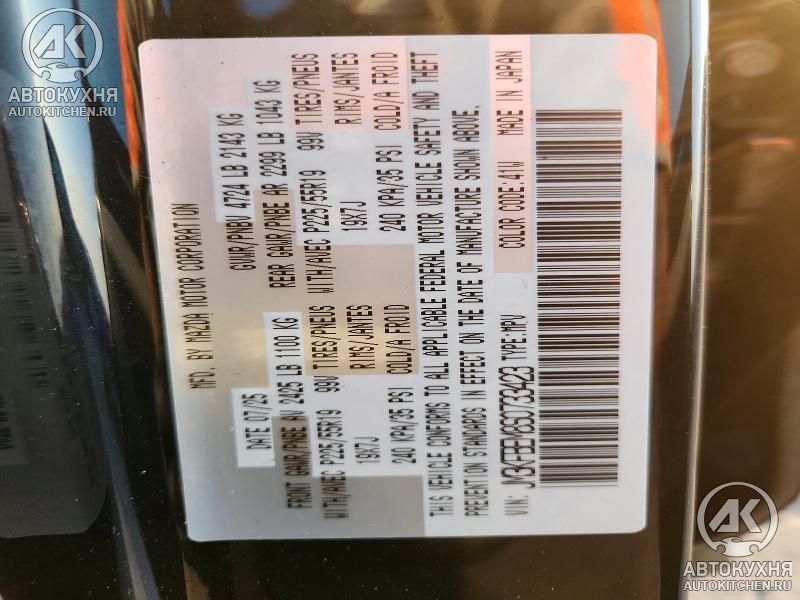 АК
АВТОКУХНЯ
AUTOKITCHEN.RU
MFD. BY MAZDA MOTOR CORPORATION
DATE 07/25 GVWR/PNBV 4724 LB 2143 KG
FRONT GAWR/PNBE AV 2425 LB 1100 KG REAR GAWR/PNBE AR 2299 LB 1043 KG
WITH/AVEC P225/55R19 99V TIRES/PNEUS WITH/AVEC P225/55R19 99V TIRES/PNEUS
19X7J RIMS/JANTES 19X7J RIMS/JANTES
240 KPA/35 PSI COLD/A FROID 240 KPA/35 PSI COLD/A FROID
THIS VEHICLE CONFORMS TO ALL APPLICABLE FEDERAL MOTOR VEHICLE SAFETY AND THEFT
PREVENTION STANDARDS IN EFFECT ON THE DATE OF MANUFACTURE SHOWN ABOVE.
VIN: JM3KFBEM3S0733423 TYPE:MPV COLOR CODE:41W MADE IN JAPAN
АК
АВТОКУХНЯ
AUTOKITCHEN.RU